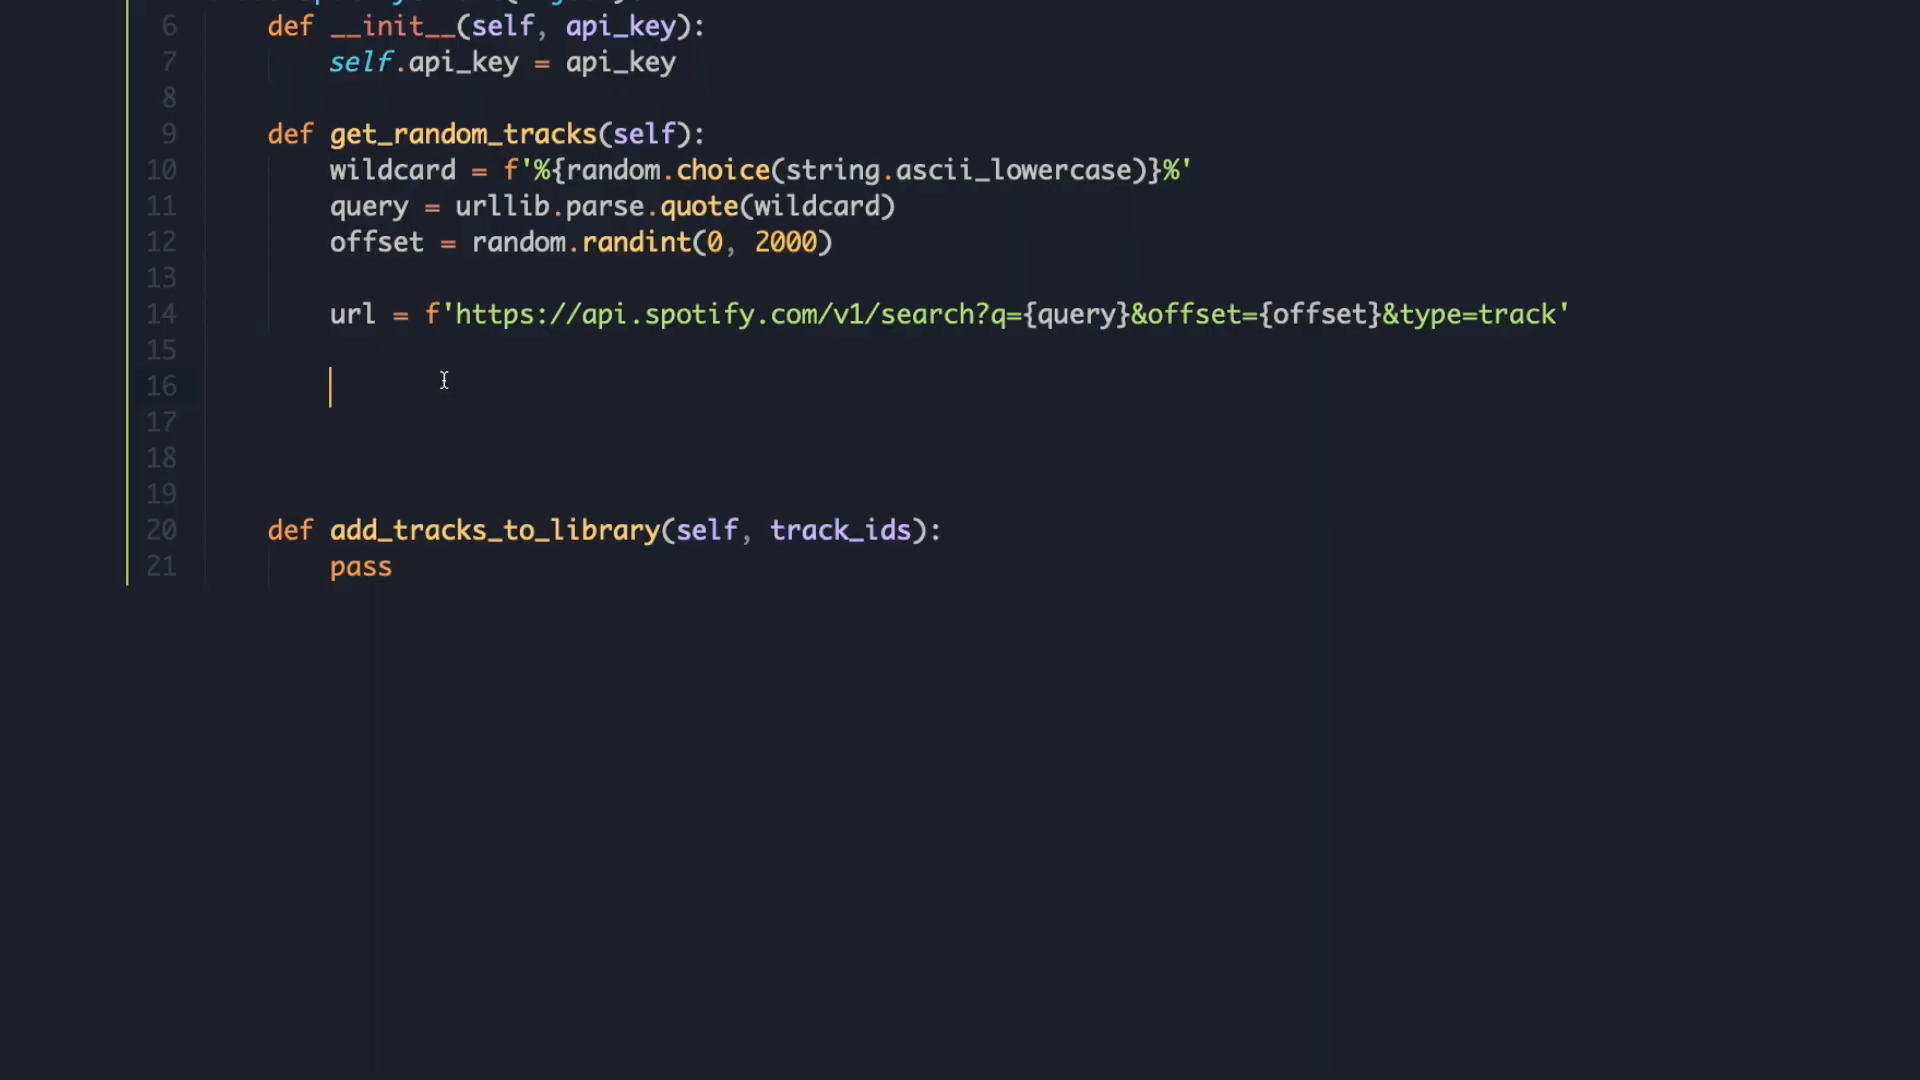 6 def __init__(self, api_key):
7 self.api_key = api_key
8
9 def get_random_tracks(self):
10 wildcard = f'%{random.choice(string.ascii_lowercase)}%'
11 query = urllib.parse.quote(wildcard)
12 offset = random.randint(0, 2000)
13
14 url = f'https://api.spotify.com/v1/search?q={query}&offset={offset}&type=track'
15
16
17
18
19
20 def add_tracks_to_library(self, track_ids):
21 pass